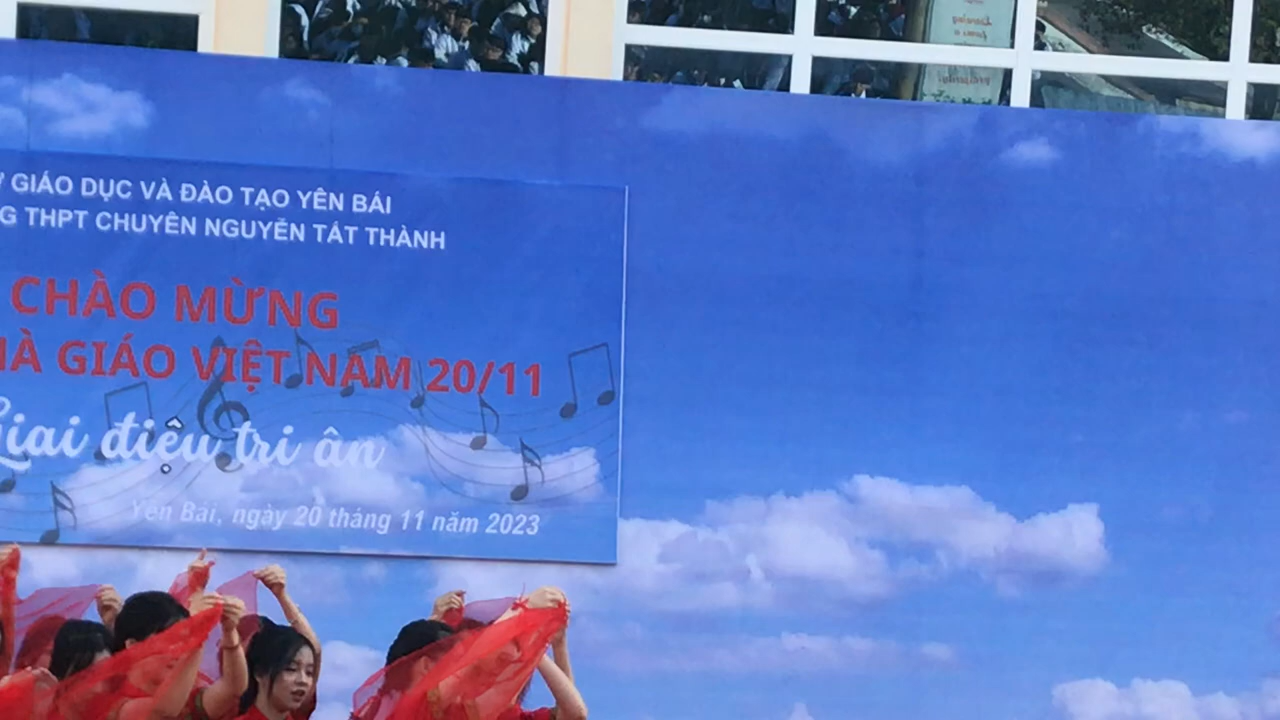 GIÁO DỤC VÀ ĐÀO TẠO YÊN BÁI
THPT CHUYÊN NGUYỄN TẤT THÀNH
CHÀO MỪNG
GIÁO VIỆT NAM 20/11
Giai điệu tri ân
Yên Bái, ngày 20 tháng 11 năm 2023